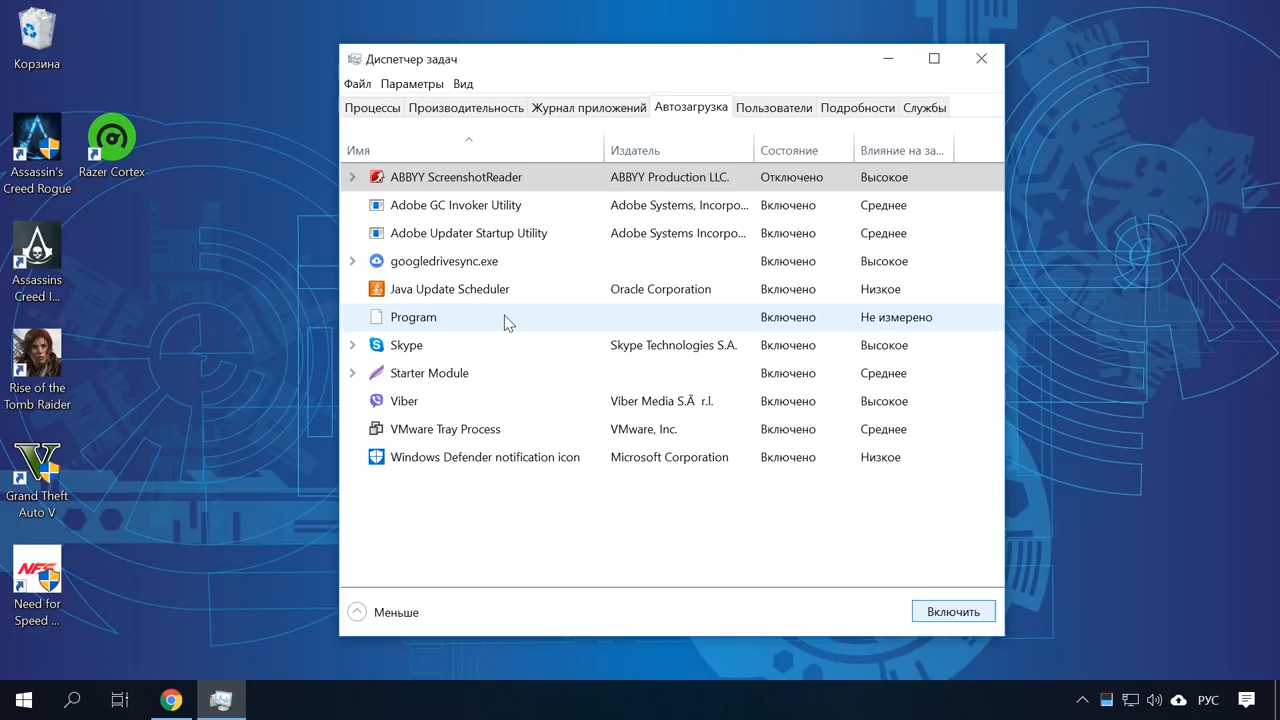 Корзина
Assassin's
Creed Rogue
Razer Cortex
Assassins
Creed I...
Rise of the
Tomb Raider
Grand Theft
Auto V
NFS
Need for
Speed ...
Диспетчер задач
Файл Параметры Вид
Процессы Производительность Журнал приложений Автозагрузка Пользователи Подробности Службы
Имя Издатель Состояние Влияние на за...
ABBYY ScreenshotReader ABBYY Production LLC. Отключено Высокое
Adobe GC Invoker Utility Adobe Systems, Incorpo... Включено Среднее
Adobe Updater Startup Utility Adobe Systems Incorpo... Включено Среднее
googledrivesync.exe Включено Высокое
Java Update Scheduler Oracle Corporation Включено Низкое
Program Включено Не измерено
Skype Skype Technologies S.A. Включено Высокое
Starter Module Включено Среднее
Viber Viber Media S.Ã r.l. Включено Высокое
VMware Tray Process VMware, Inc. Включено Среднее
Windows Defender notification icon Microsoft Corporation Включено Низкое
Меньше Включить
РУС